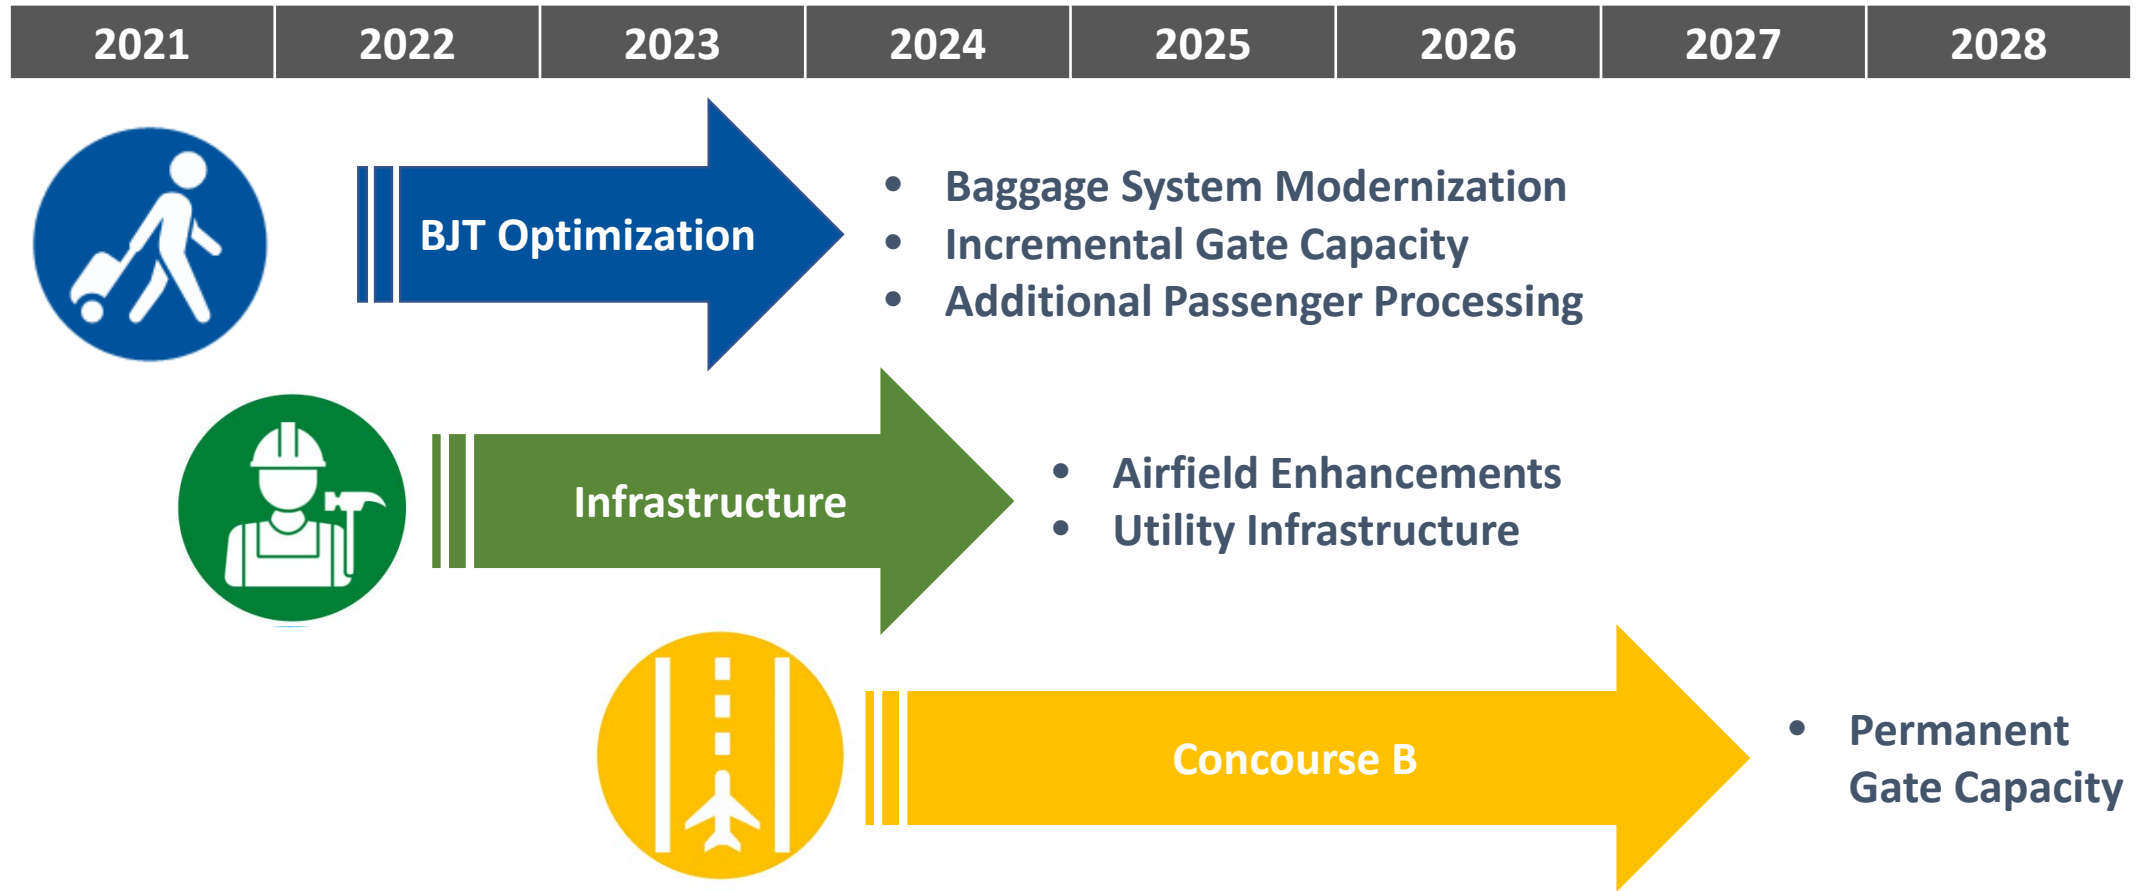 2021 2022 2023 2024 2025 2026 2027 2028
BJT Optimization
• Baggage System Modernization
• Incremental Gate Capacity
• Additional Passenger Processing
Infrastructure
• Airfield Enhancements
• Utility Infrastructure
Concourse B
• Permanent
Gate Capacity